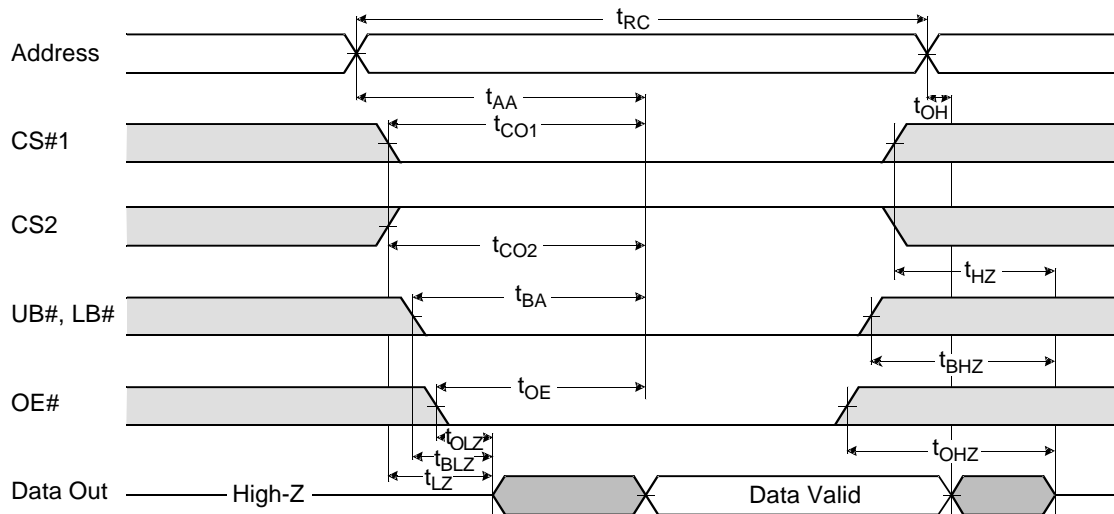 tRC
Address
tAA
tOH
tCO1
CS#1
CS2
tCO2
tHZ
tBA
UB#, LB#
tBHZ
tOE
OE#
tOLZ
tOHZ
tBLZ
tLZ
Data Out High-Z Data Valid